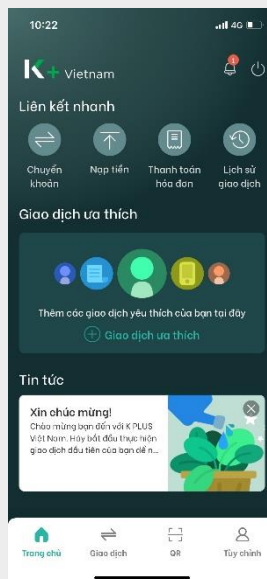 10:22
4G
K+ Vietnam
1
Liên kết nhanh
Chuyển
khoản
Nạp tiền
Thanh toán
hóa đơn
Lịch sử
giao dịch
Giao dịch ưa thích
Thêm các giao dịch yêu thích của bạn tại đây
Giao dịch ưa thích
Tin tức
Xin chúc mừng!
Chào mừng bạn đến với K PLUS
Việt Nam. Hãy bắt đầu thực hiện
giao dịch đầu tiên của bạn để n...
Trang chủ
Giao dịch
QR
Tùy chỉnh